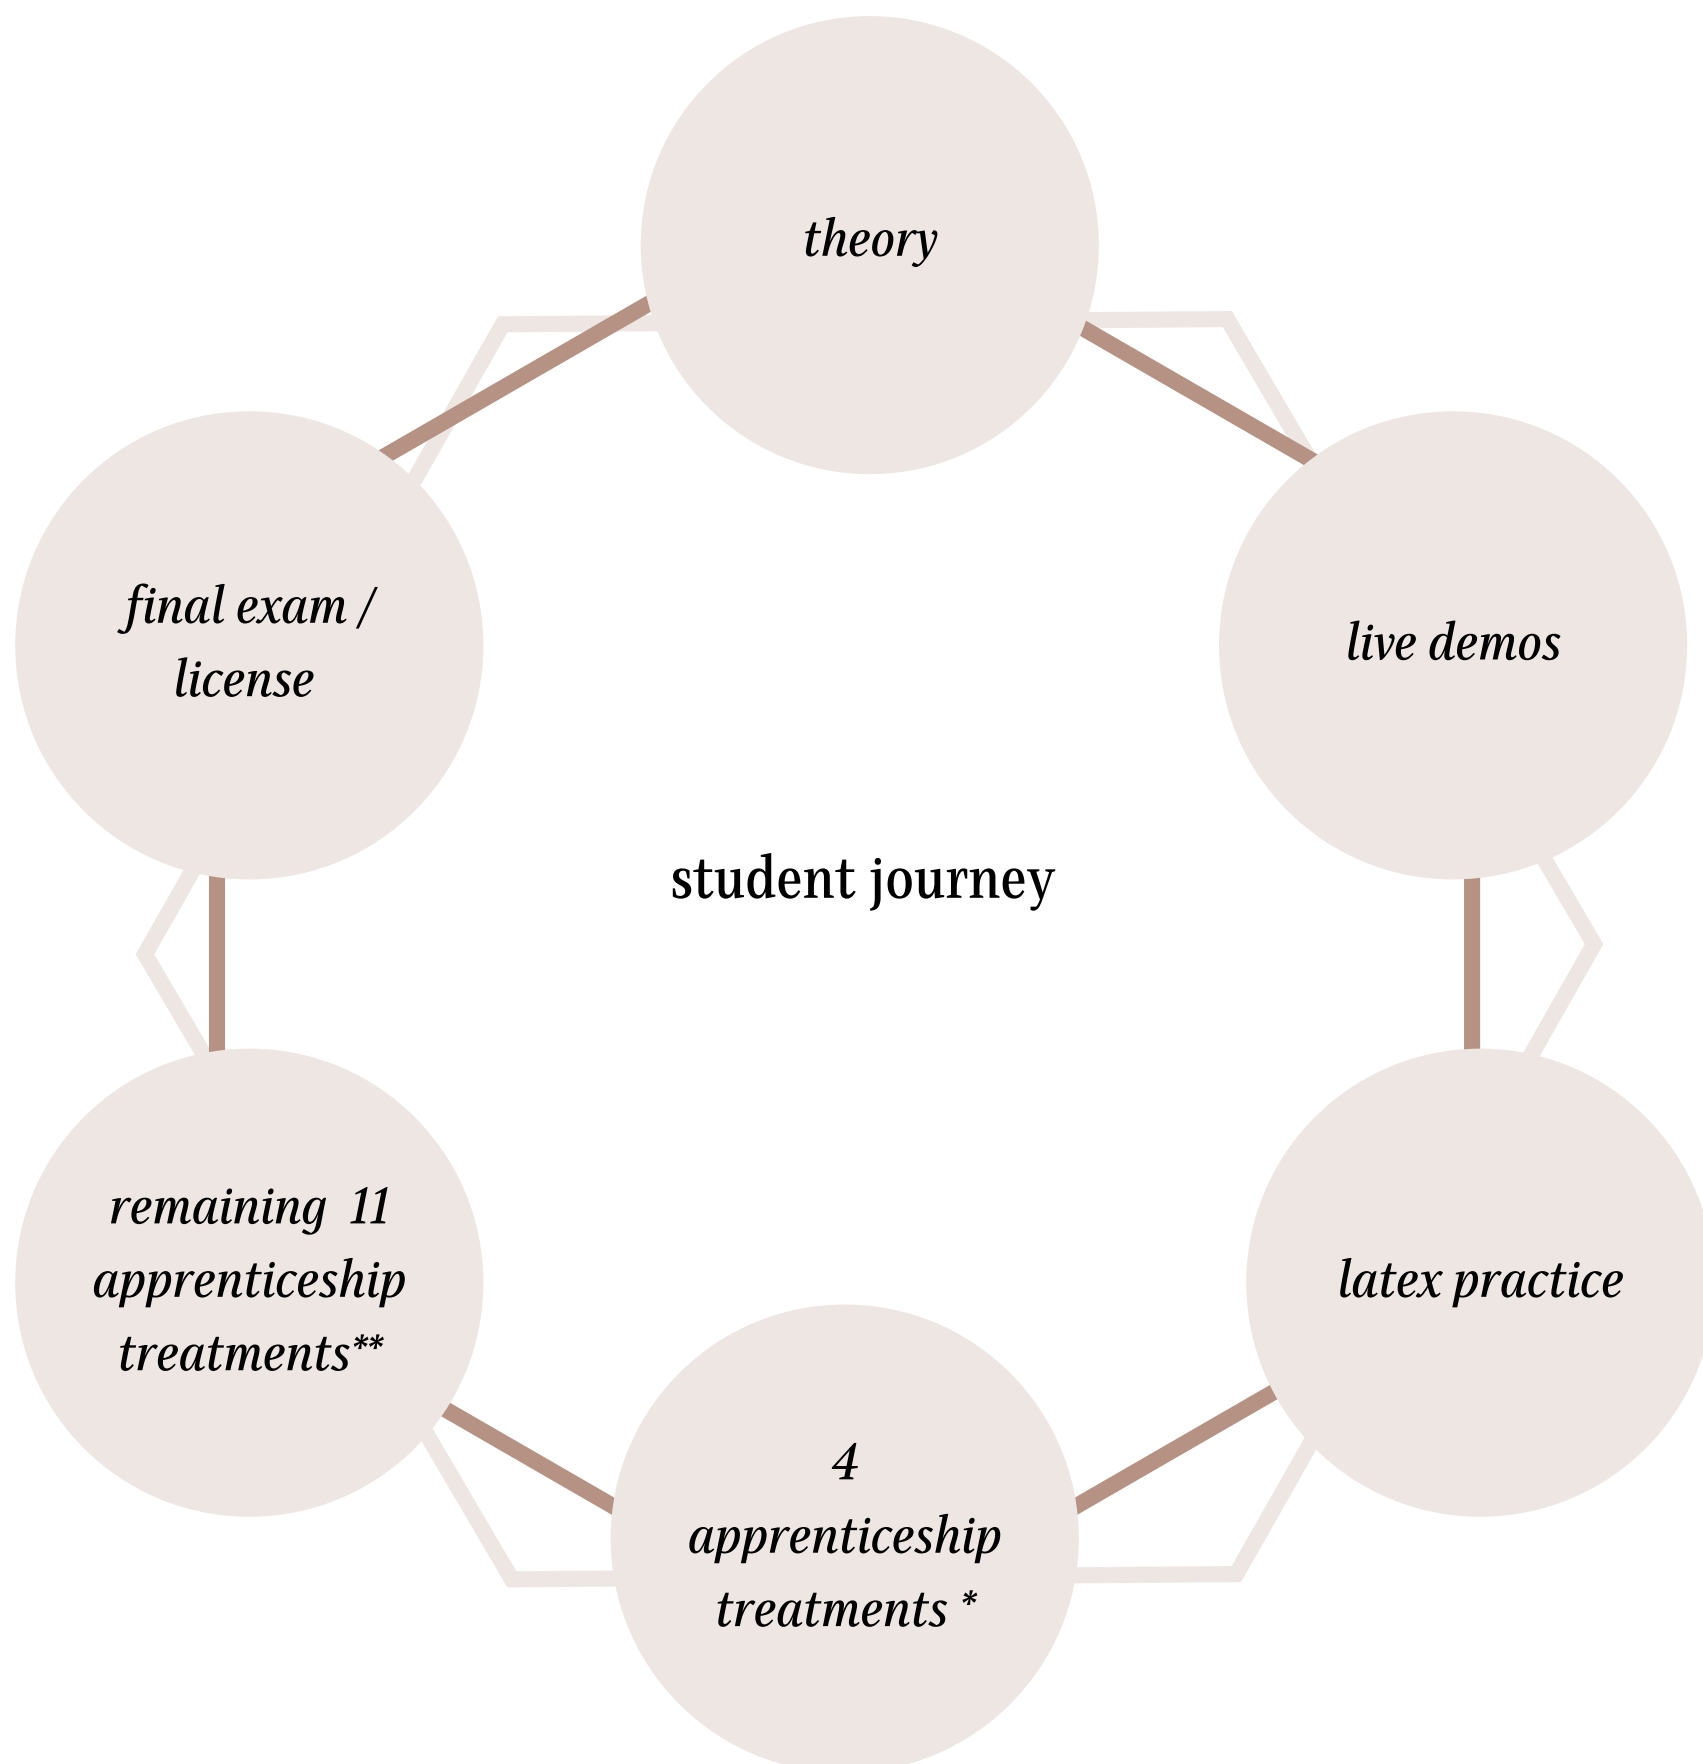 theory
live demos
latex practice
4
apprenticeship
treatments *
remaining  11
apprenticeship
treatments**
final exam /
license
student journey